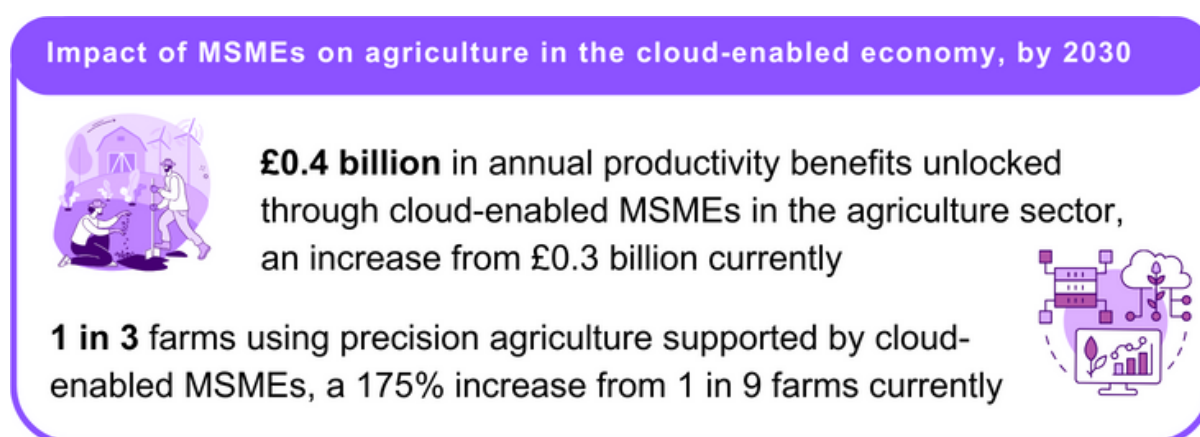 Impact of MSMEs on agriculture in the cloud-enabled economy, by 2030
£0.4 billion in annual productivity benefits unlocked
through cloud-enabled MSMEs in the agriculture sector,
an increase from £0.3 billion currently
1 in 3 farms using precision agriculture supported by cloud-
enabled MSMEs, a 175% increase from 1 in 9 farms currently